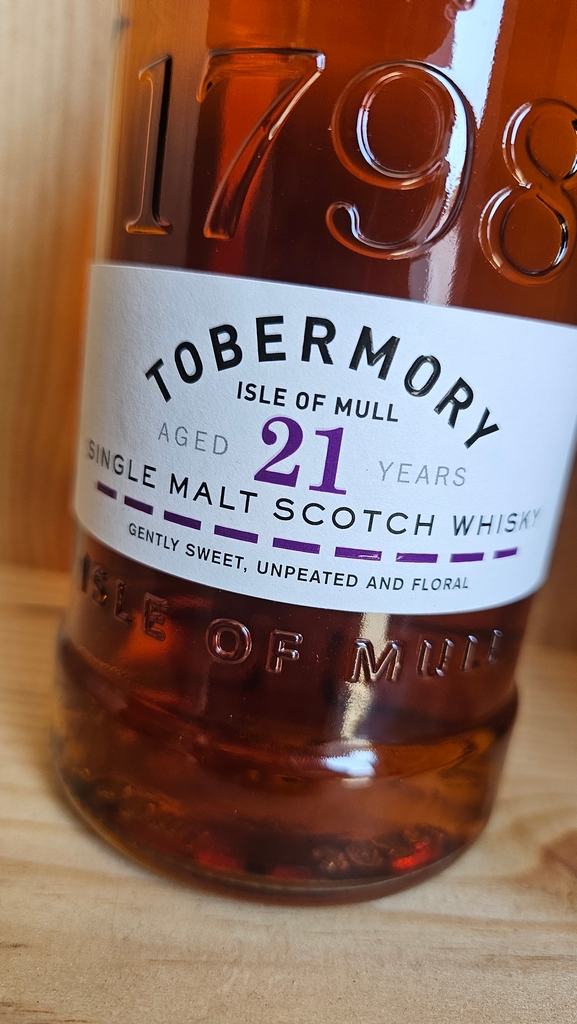 1798
TOBERMORY
ISLE OF MULL
AGED 21 YEARS
SINGLE MALT SCOTCH WHISKY
GENTLY SWEET, UNPEATED AND FLORAL
ISLE OF MULL